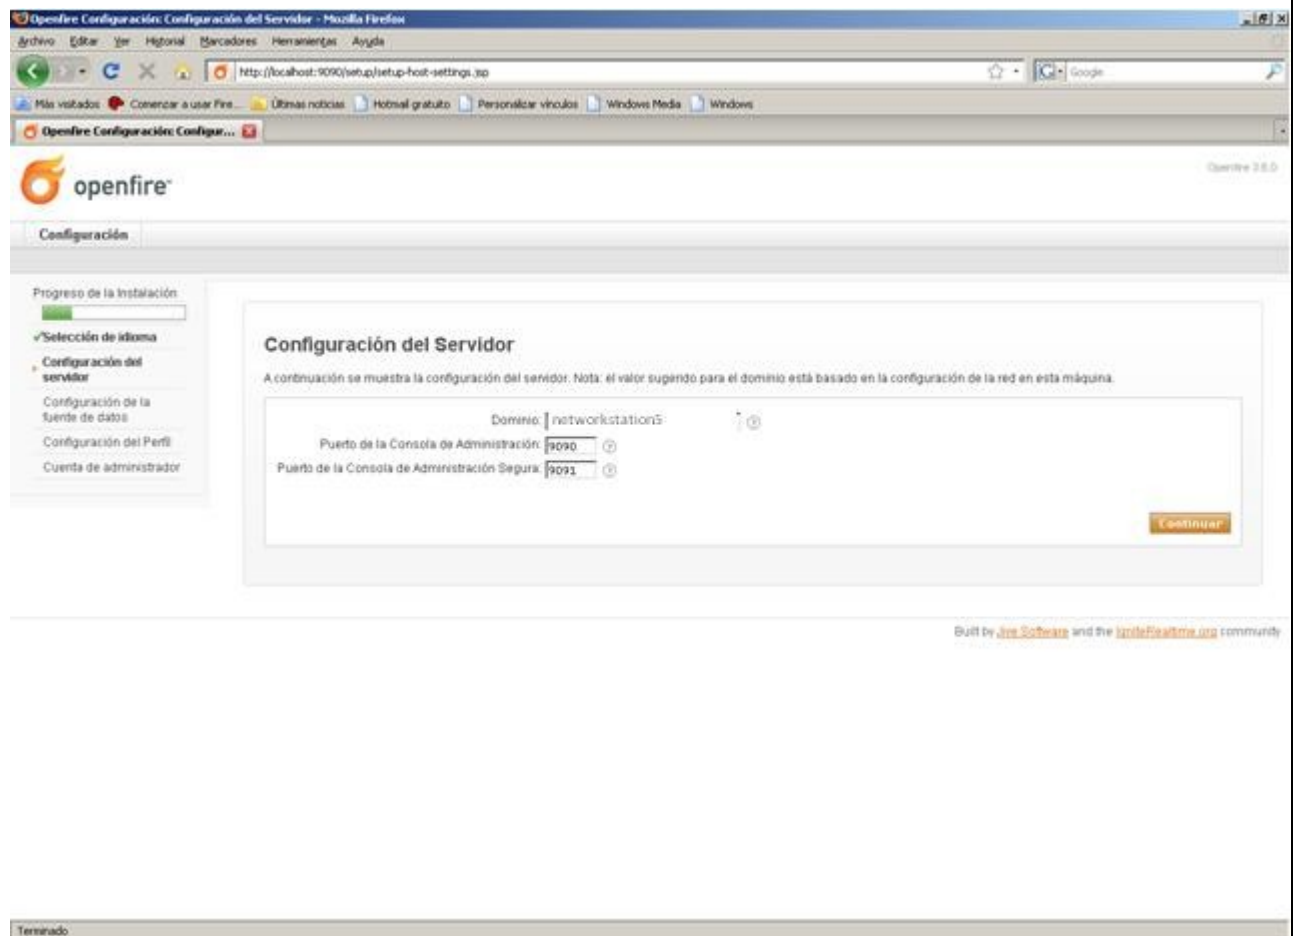 Openfire Configuración: Configuración del Servidor - Mozilla Firefox
Archivo Editar Ver Historial Marcadores Herramientas Ayuda
http://localhost:9090/setup/setup-host-settings.jsp Google
Más visitados Comenzar a usar Fire... Últimas noticias Hotmail gratuito Personalizar vínculos Windows Media Windows
Openfire Configuración: Configur...
openfire
Openfire 3.6.0
Configuración
Progreso de la Instalación
Selección de idioma
Configuración del
servidor
Configuración de la
fuente de datos
Configuración del Perfil
Cuenta de administrador
Configuración del Servidor
A continuación se muestra la configuración del servidor. Nota: el valor sugerido para el dominio está basado en la configuración de la red en esta máquina.
Dominio: networkstation5
Puerto de la Consola de Administración: 9090
Puerto de la Consola de Administración Segura: 9091
Continuar
Built by Jive Software and the IgniteRealtime.org community
Terminado